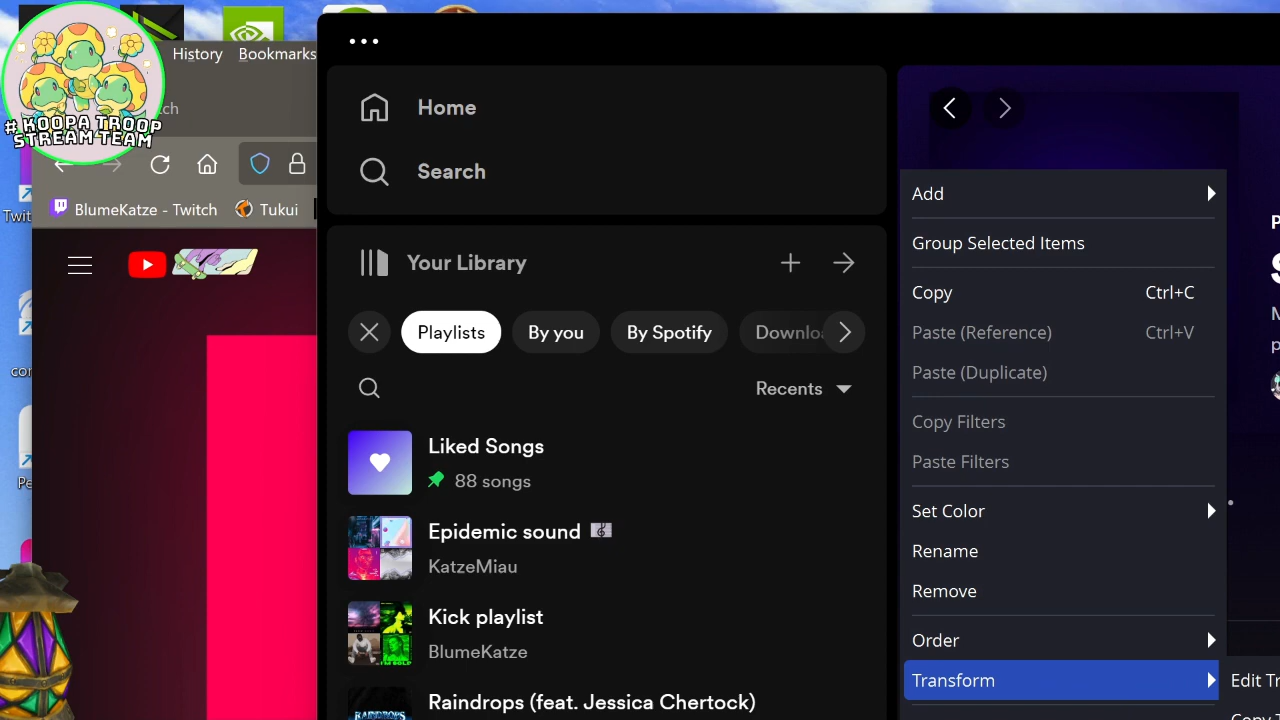 History Bookmarks
# KOOPA TROOP
STREAM TEAM
BlumeKatze - Twitch Tukui
Home
Search
Your Library
Playlists By you By Spotify
Recents
Liked Songs
88 songs
Epidemic sound
KatzeMiau
Kick playlist
BlumeKatze
Raindrops (feat. Jessica Chertock)
RAINDROPS
Add
Group Selected Items
Copy Ctrl+C
Paste (Reference) Ctrl+V
Paste (Duplicate)
Copy Filters
Paste Filters
Set Color
Rename
Remove
Order
Transform
Edit